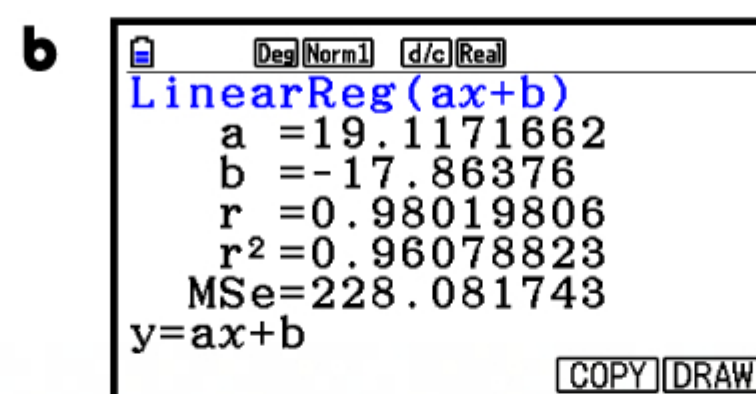 b
Deg Norm1 d/c Real
LinearReg(ax+b)
a =19.1171662
b =-17.86376
r =0.98019806
r²=0.96078823
MSe=228.081743
y=ax+b
COPY DRAW